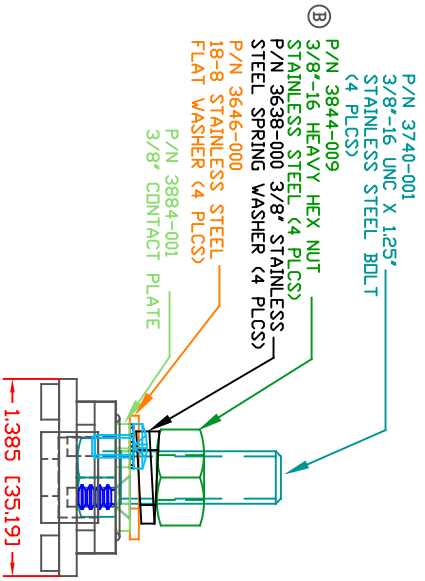 P/N 3740-001
3/8"-16 UNC X 1.25"
STAINLESS STEEL BOLT
(4 PLCS)
B
P/N 3844-009
3/8"-16 HEAVY HEX NUT
STAINLESS STEEL (4 PLCS)
P/N 3638-000 3/8" STAINLESS
STEEL SPRING WASHER (4 PLCS)
P/N 3646-000
18-8 STAINLESS STEEL
FLAT WASHER (4 PLCS)
P/N 3884-001
3/8" CONTACT PLATE
1.385 [35.19]